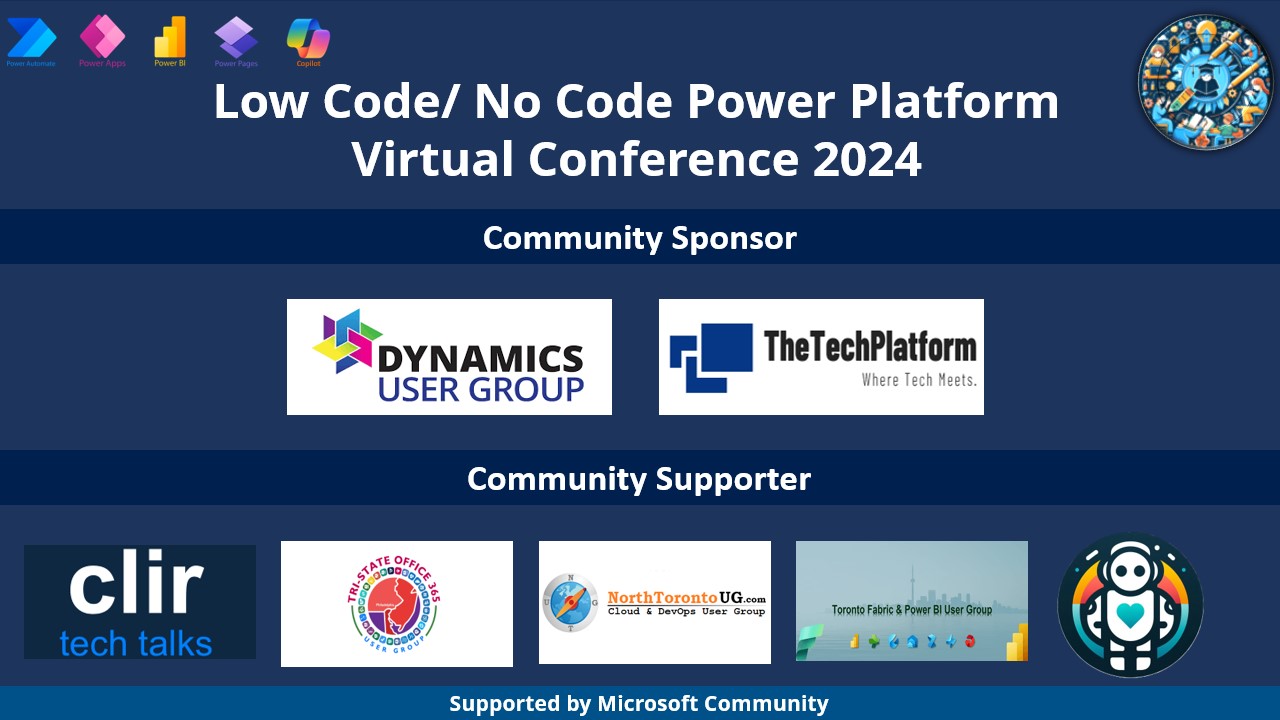 Power Automate
Power Apps
Power BI
Power Pages
Copilot
Low Code/ No Code Power Platform
Virtual Conference 2024
Community Sponsor
DYNAMICS
USER GROUP
TheTechPlatform
Where Tech Meets.
Community Supporter
clir
tech talks
TRI-STATE OFFICE 365
USER GROUP
N
U
G
T
NorthTorontoUG.com
Cloud & DevOps User Group
Toronto Fabric & Power BI User Group
Supported by Microsoft Community